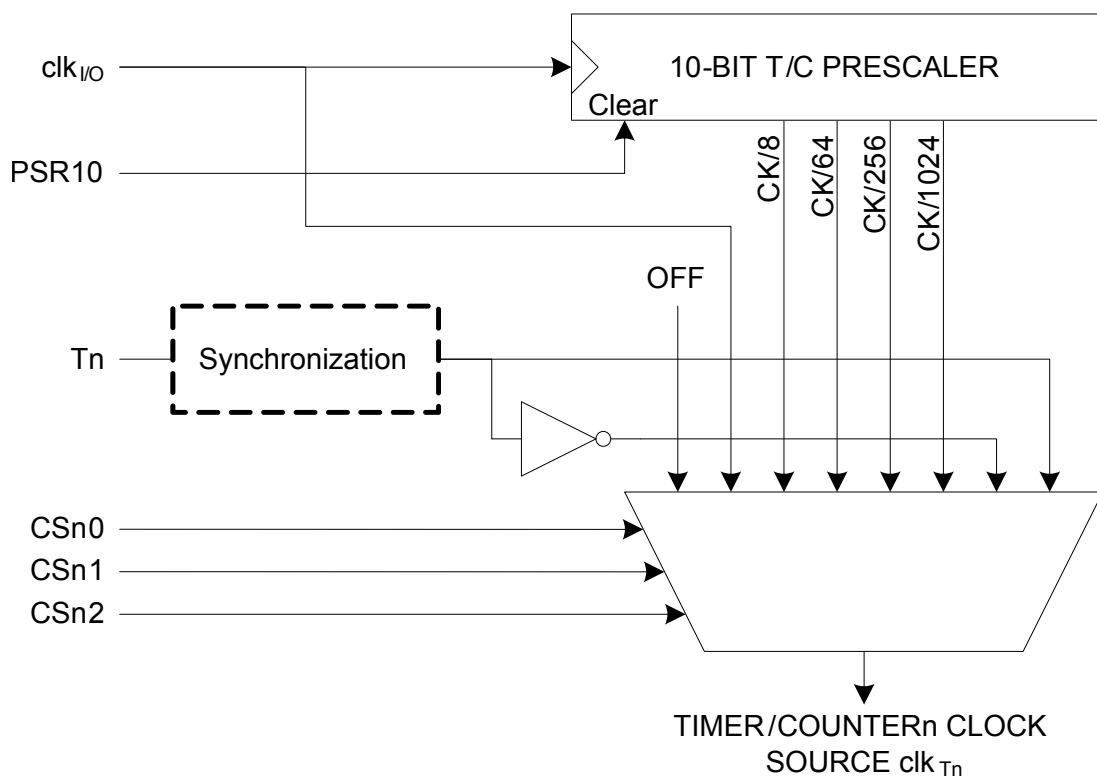 clkI/O
10-BIT T/C PRESCALER
Clear
PSR10
CK/8
CK/64
CK/256
CK/1024
OFF
Tn
Synchronization
CSn0
CSn1
CSn2
TIMER/COUNTERn CLOCK
SOURCE clkTn